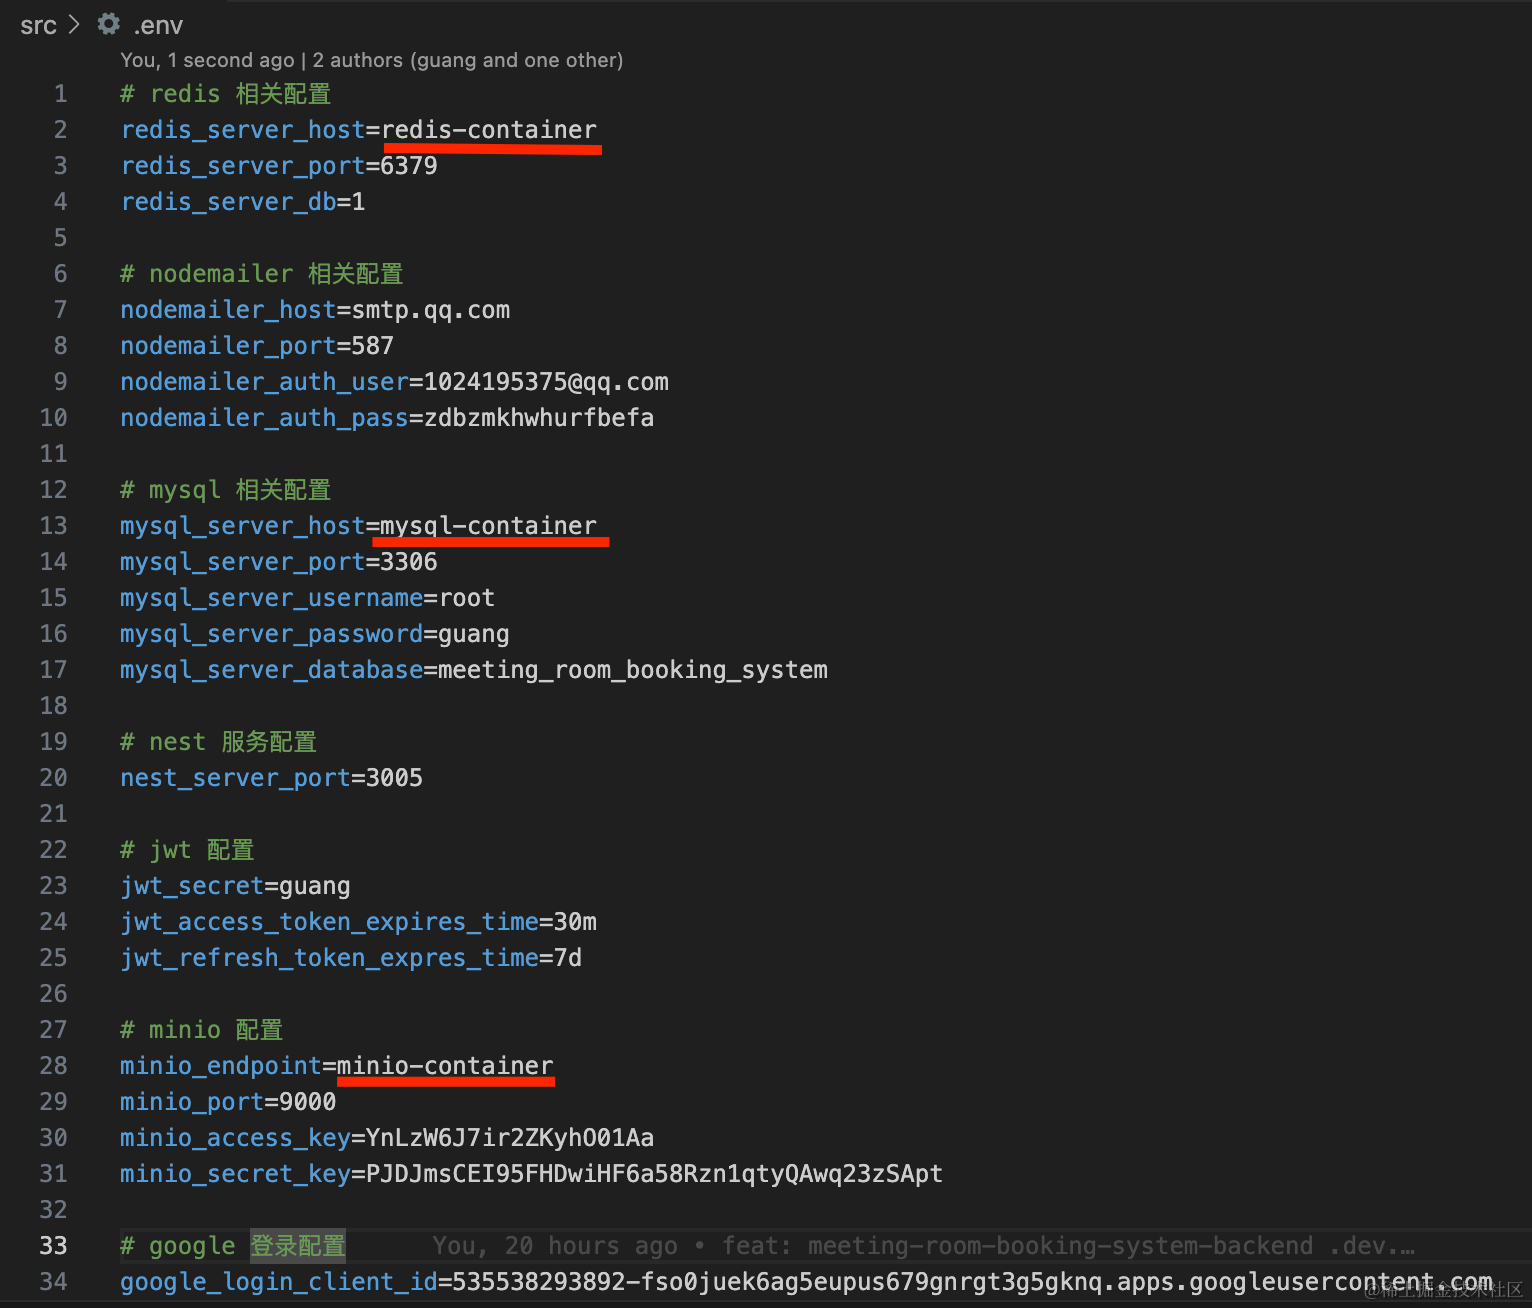 src > .env
You, 1 second ago | 2 authors (guang and one other)
1 # redis 相关配置
2 redis_server_host=redis-container
3 redis_server_port=6379
4 redis_server_db=1
5
6 # nodemailer 相关配置
7 nodemailer_host=smtp.qq.com
8 nodemailer_port=587
9 nodemailer_auth_user=1024195375@qq.com
10 nodemailer_auth_pass=zdbzmkhwhurfbefa
11
12 # mysql 相关配置
13 mysql_server_host=mysql-container
14 mysql_server_port=3306
15 mysql_server_username=root
16 mysql_server_password=guang
17 mysql_server_database=meeting_room_booking_system
18
19 # nest 服务配置
20 nest_server_port=3005
21
22 # jwt 配置
23 jwt_secret=guang
24 jwt_access_token_expires_time=30m
25 jwt_refresh_token_expres_time=7d
26
27 # minio 配置
28 minio_endpoint=minio-container
29 minio_port=9000
30 minio_access_key=YnLzW6J7ir2ZKyhO01Aa
31 minio_secret_key=PJDJmsCEI95FHDwiHF6a58Rzn1qtyQAwq23zSApt
32
33 # google 登录配置 You, 20 hours ago • feat: meeting-room-booking-system-backend .dev.…
34 google_login_client_id=535538293892-fso0juek6ag5eupus679gnrgt3g5gknq.apps.googleusercontent.com
@稀土掘金技术社区